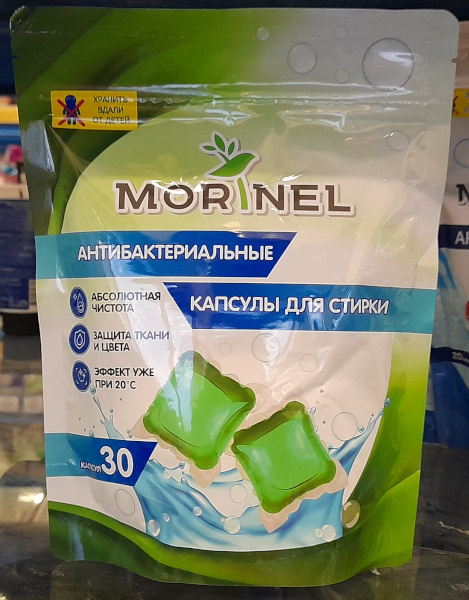 ХРАНИТЬ
ВДАЛИ
ОТ ДЕТЕЙ
MORINEL
АНТИБАКТЕРИАЛЬНЫЕ
КАПСУЛЫ ДЛЯ СТИРКИ
АБСОЛЮТНАЯ
ЧИСТОТА
ЗАЩИТА ТКАНИ
И ЦВЕТА
ЭФФЕКТ УЖЕ
ПРИ 20°С
КАПСУЛ 30